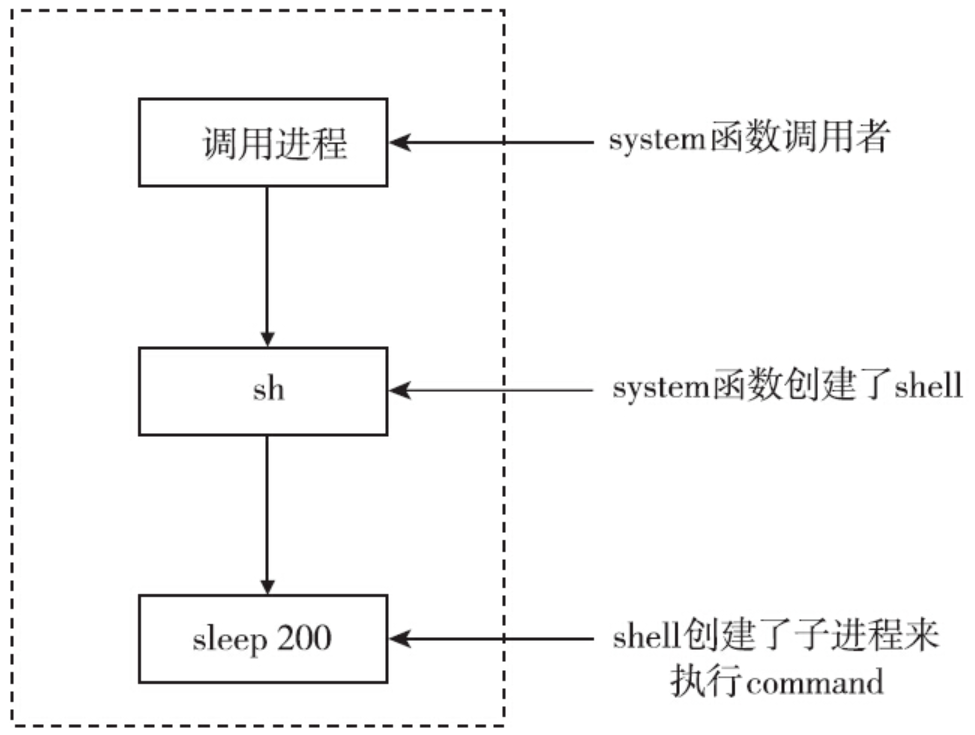 调用进程
system函数调用者
sh
system函数创建了shell
sleep 200
shell创建了子进程来
执行command